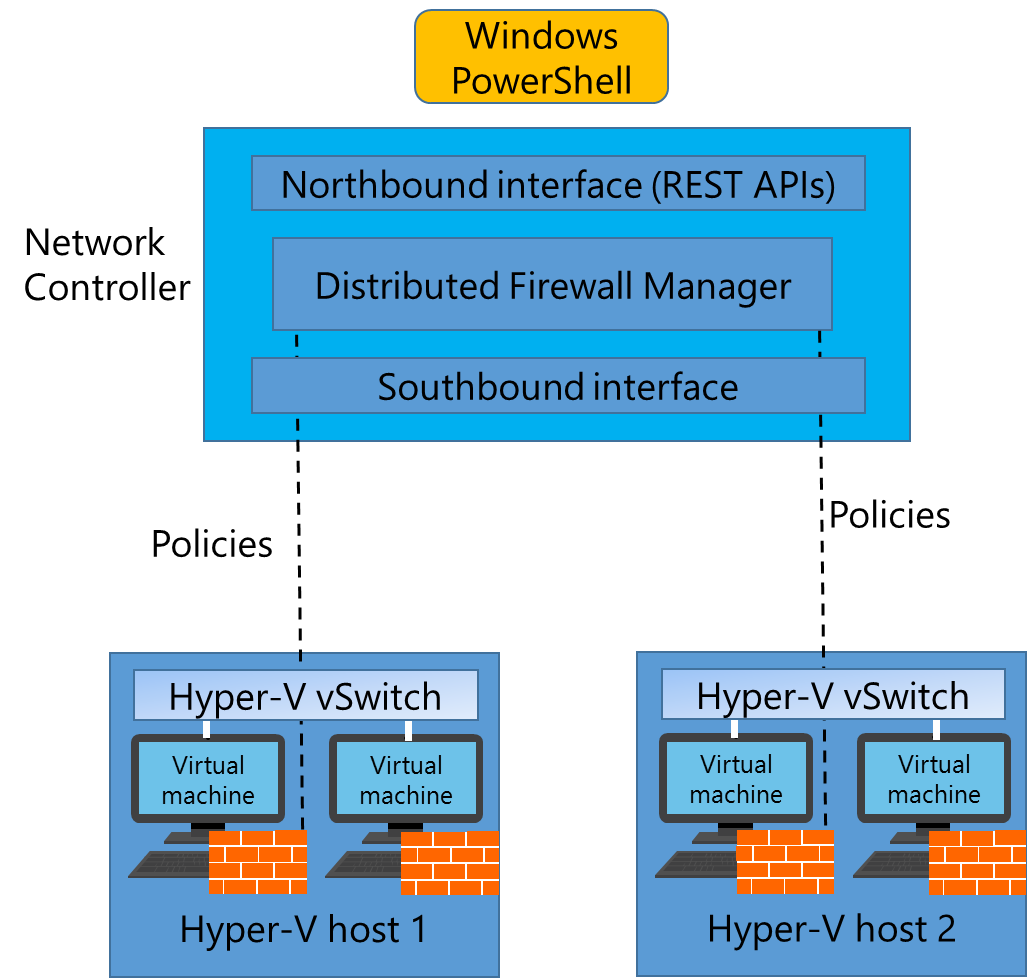 Windows
PowerShell
Northbound interface (REST APIs)
Network
Controller
Distributed Firewall Manager
Southbound interface
Policies
Policies
Hyper-V vSwitch
Virtual
machine
Virtual
machine
Hyper-V host 1
Hyper-V vSwitch
Virtual
machine
Virtual
machine
Hyper-V host 2